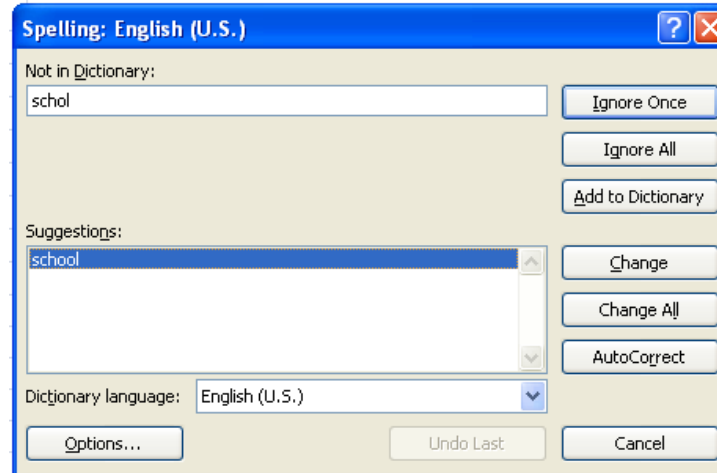 Spelling: English (U.S.)
Not in Dictionary:
schol
Ignore Once
Ignore All
Add to Dictionary
Suggestions:
school
Change
Change All
AutoCorrect
Dictionary language: English (U.S.)
Options... Undo Last Cancel